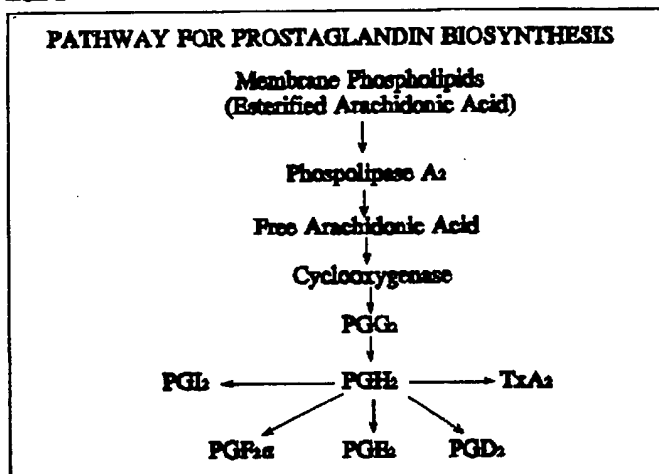 PATHWAY FOR PROSTAGLANDIN BIOSYNTHESIS
Membrane Phospholipids
(Esterified Arachidonic Acid)
Phospolipase A₂
Free Arachidonic Acid
Cyclooxygenase
PGG₂
PGI₂ PGH₂ TxA₂
PGF₂α PGE₂ PGD₂